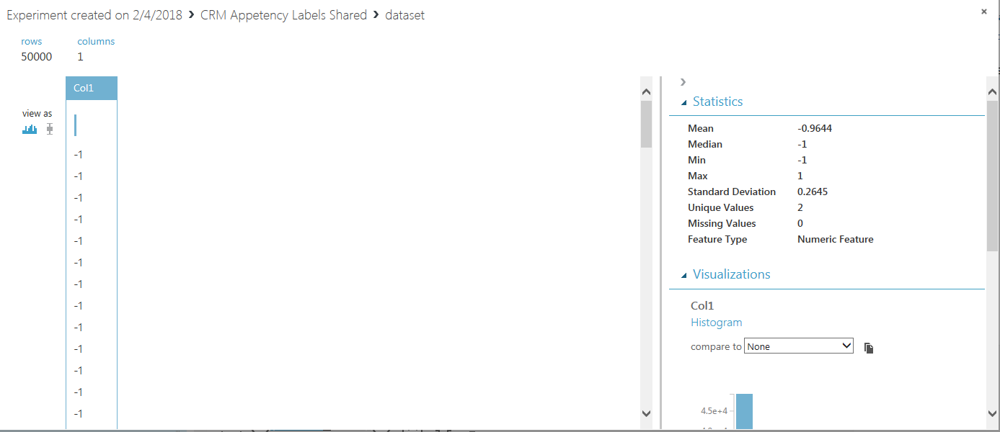 Experiment created on 2/4/2018 › CRM Appetency Labels Shared › dataset
rows columns
50000 1
Col1
view as
-1
-1
-1
-1
-1
-1
-1
-1
-1
-1
-1
-1
-1
Statistics
Mean -0.9644
Median -1
Min -1
Max 1
Standard Deviation 0.2645
Unique Values 2
Missing Values 0
Feature Type Numeric Feature
Visualizations
Col1
Histogram
compare to None
4.5e+4